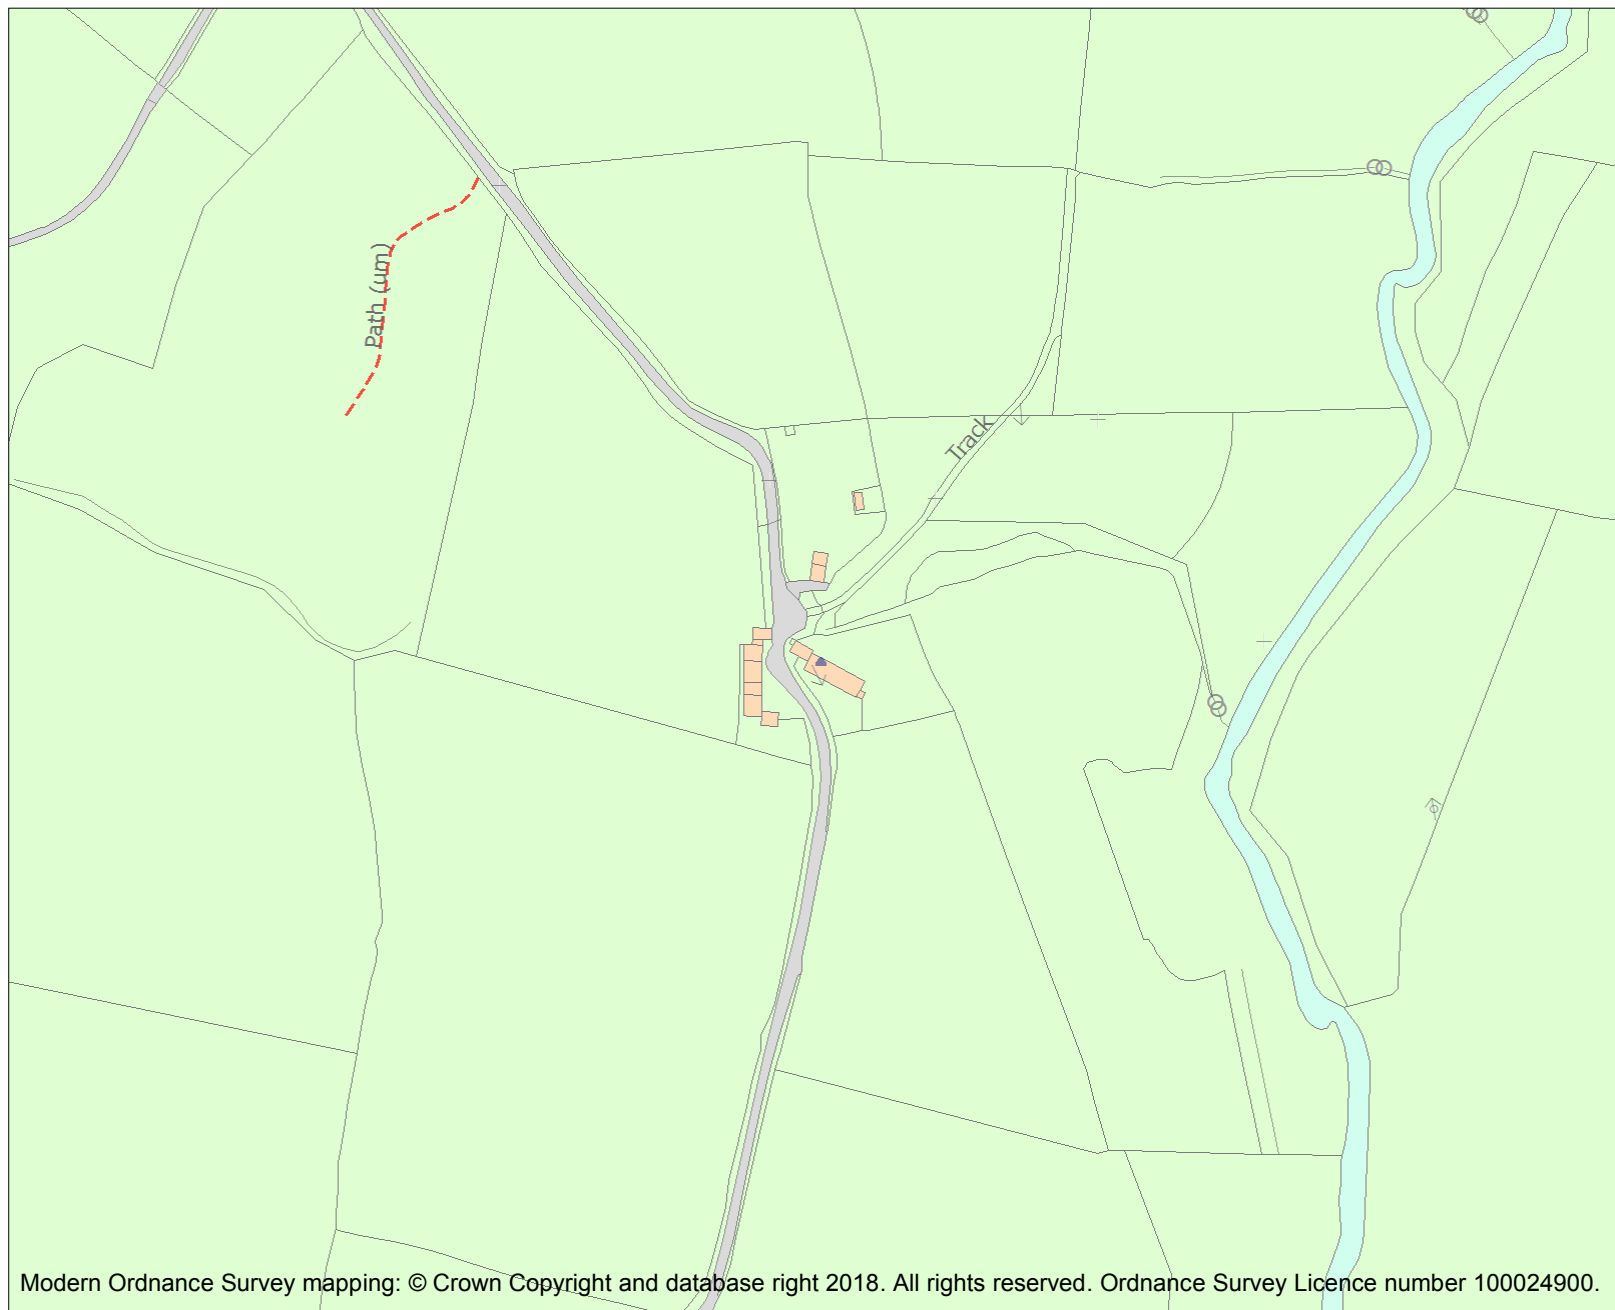 Path (um)
Track
Modern Ordnance Survey mapping: © Crown Copyright and database right 2018. All rights reserved. Ordnance Survey Licence number 100024900.